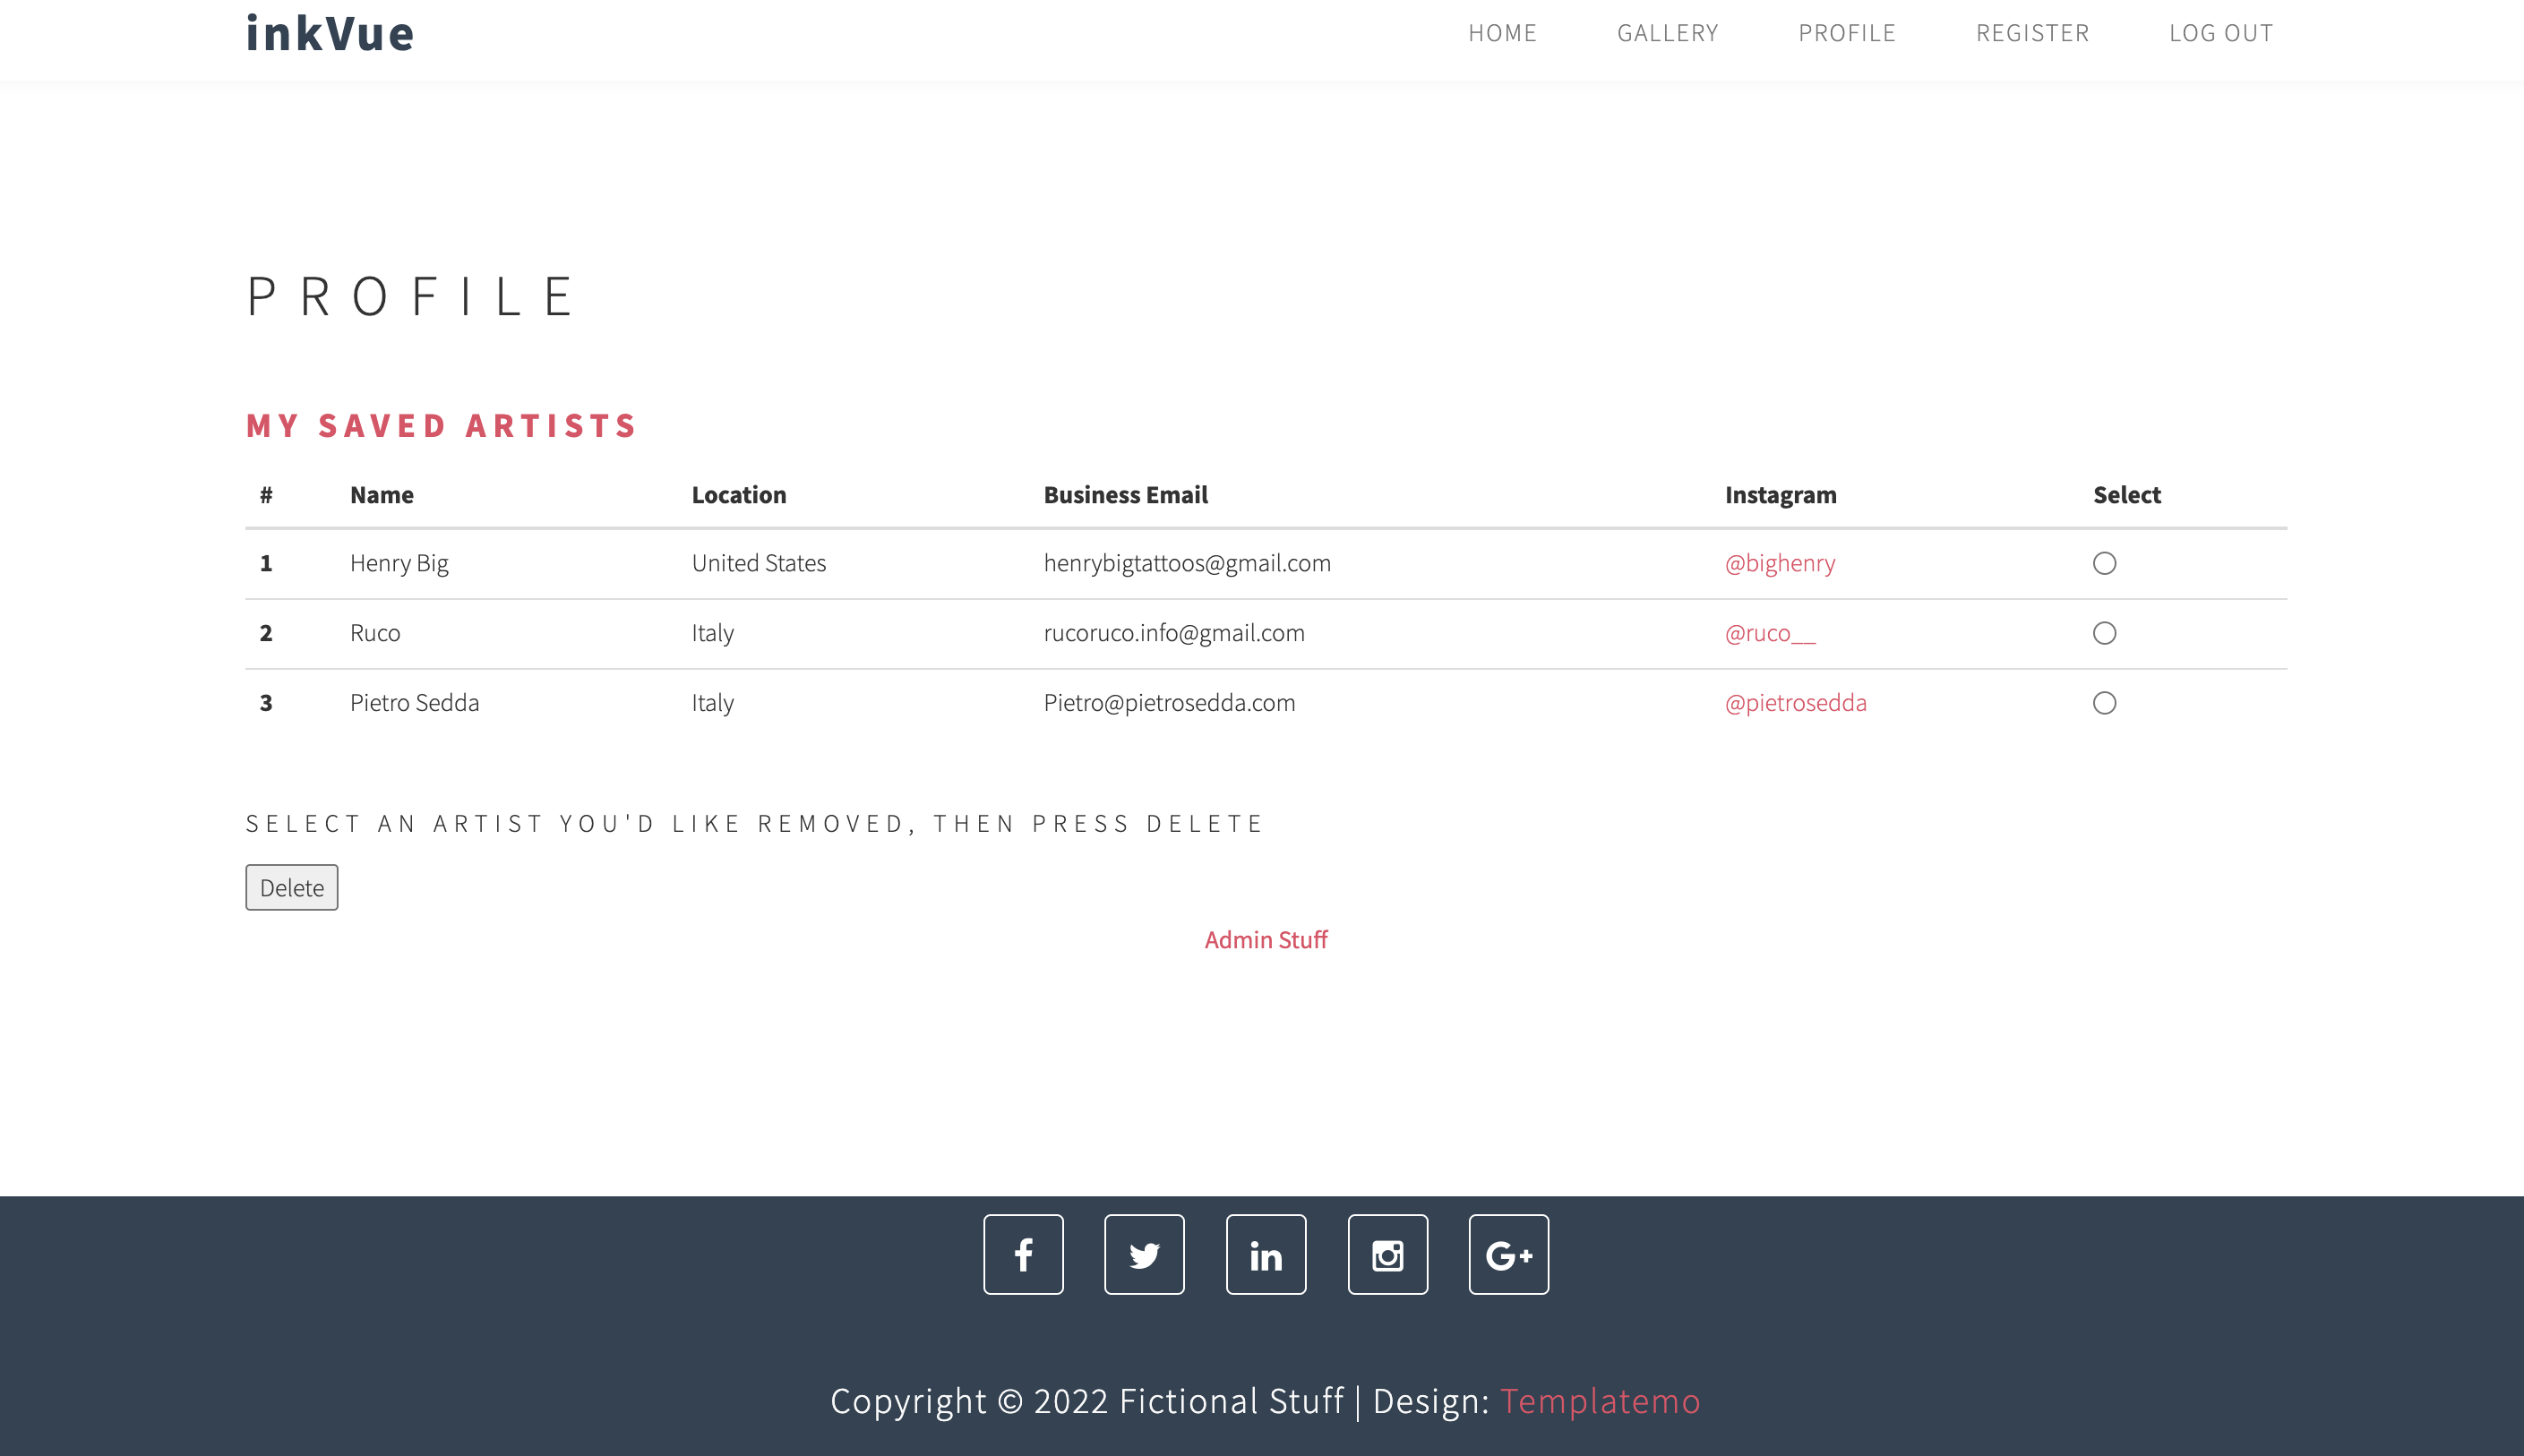 inkVue HOME GALLERY PROFILE REGISTER LOG OUT
PROFILE
MY SAVED ARTISTS
# Name Location Business Email Instagram Select
1 Henry Big United States henrybigtattoos@gmail.com @bighenry
2 Ruco Italy rucoruco.info@gmail.com @ruco__
3 Pietro Sedda Italy Pietro@pietrosedda.com @pietrosedda
SELECT AN ARTIST YOU'D LIKE REMOVED, THEN PRESS DELETE
Delete
Admin Stuff
f in G+
Copyright © 2022 Fictional Stuff | Design: Templatemo